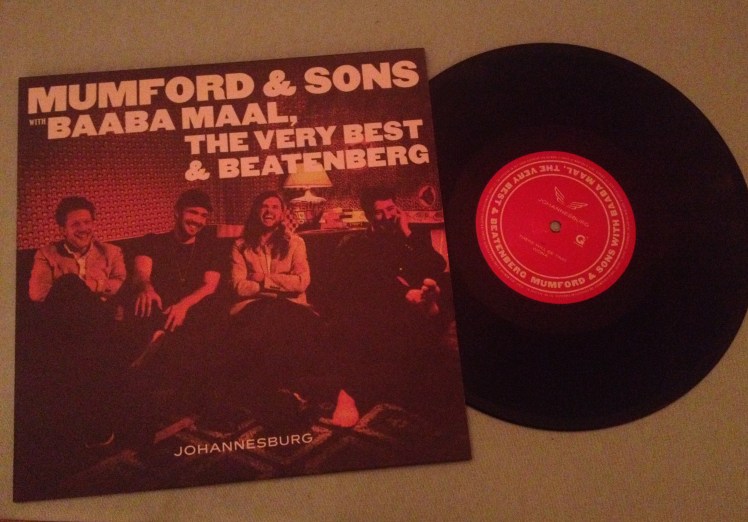 MUMFORD & SONS
WITH BAABA MAAL,
THE VERY BEST
& BEATENBERG
JOHANNESBURG
MUMFORD & SONS WITH BAABA MAAL, THE VERY BEST & BEATENBERG